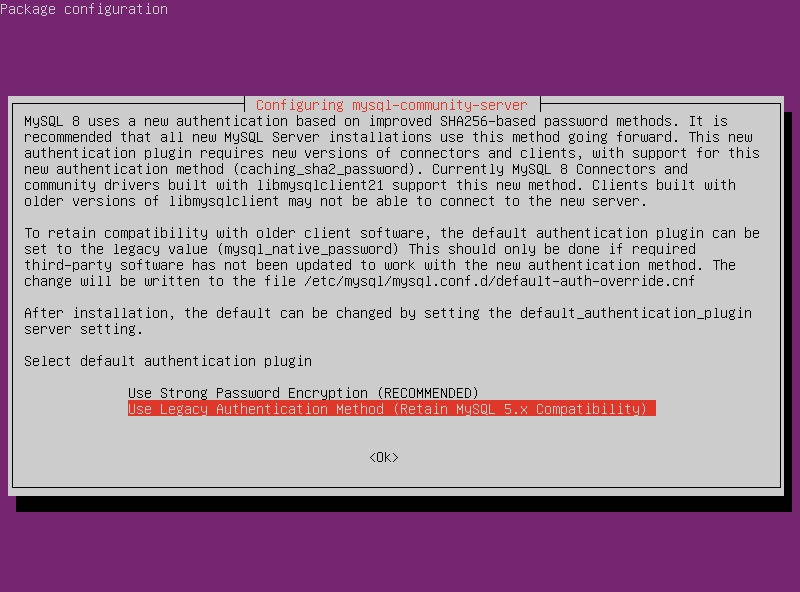 Package configuration
Configuring mysql-community-server
MySQL 8 uses a new authentication based on improved SHA256-based password methods. It is
recommended that all new MySQL Server installations use this method going forward. This new
authentication plugin requires new versions of connectors and clients, with support for this
new authentication method (caching_sha2_password). Currently MySQL 8 Connectors and
community drivers built with libmysqlclient21 support this new method. Clients built with
older versions of libmysqlclient may not be able to connect to the new server.
To retain compatibility with older client software, the default authentication plugin can be
set to the legacy value (mysql_native_password) This should only be done if required
third-party software has not been updated to work with the new authentication method. The
change will be written to the file /etc/mysql/mysql.conf.d/default-auth-override.cnf
After installation, the default can be changed by setting the default_authentication_plugin
server setting.
Select default authentication plugin
Use Strong Password Encryption (RECOMMENDED)
Use Legacy Authentication Method (Retain MySQL 5.x Compatibility)
<Ok>